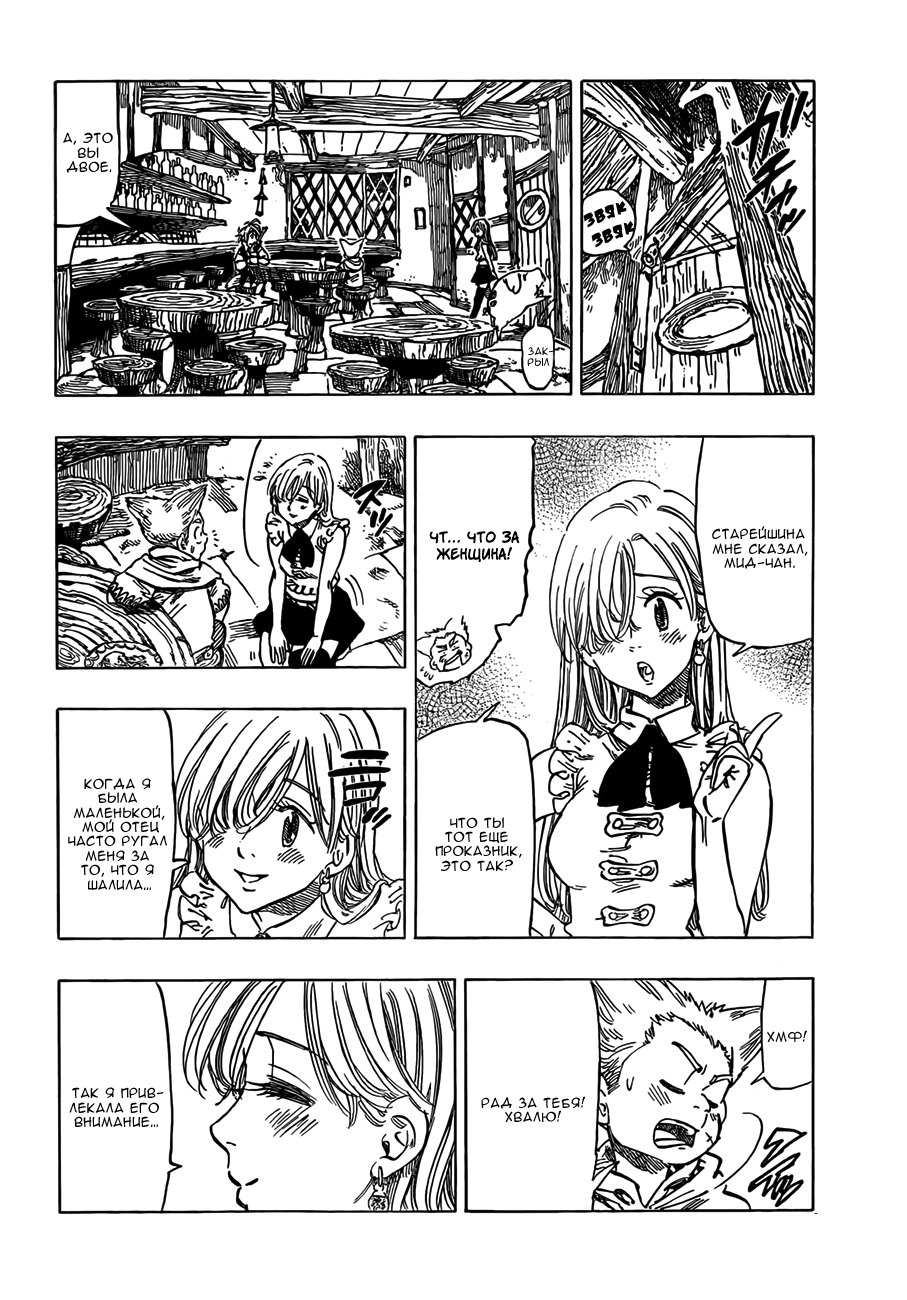 ЗВЯК
ЗВЯК
А, ЭТО
ВЫ
ДВОЕ.
ЗАК-
РЫЛ
СТАРЕЙШИНА
МНЕ СКАЗАЛ,
МИД-ЧАН.
ЧТ... ЧТО ЗА
ЖЕНЩИНА!
ЧТО ТЫ
ТОТ ЕЩЕ
ПРОКАЗНИК,
ЭТО ТАК?
КОГДА Я
БЫЛА
МАЛЕНЬКОЙ,
МОЙ ОТЕЦ
ЧАСТО РУГАЛ
МЕНЯ ЗА
ТО, ЧТО Я
ШАЛИЛА...
ХМФ!
РАД ЗА ТЕБЯ!
ХВАЛЮ!
ТАК Я ПРИВ-
ЛЕКАЛА ЕГО
ВНИМАНИЕ...